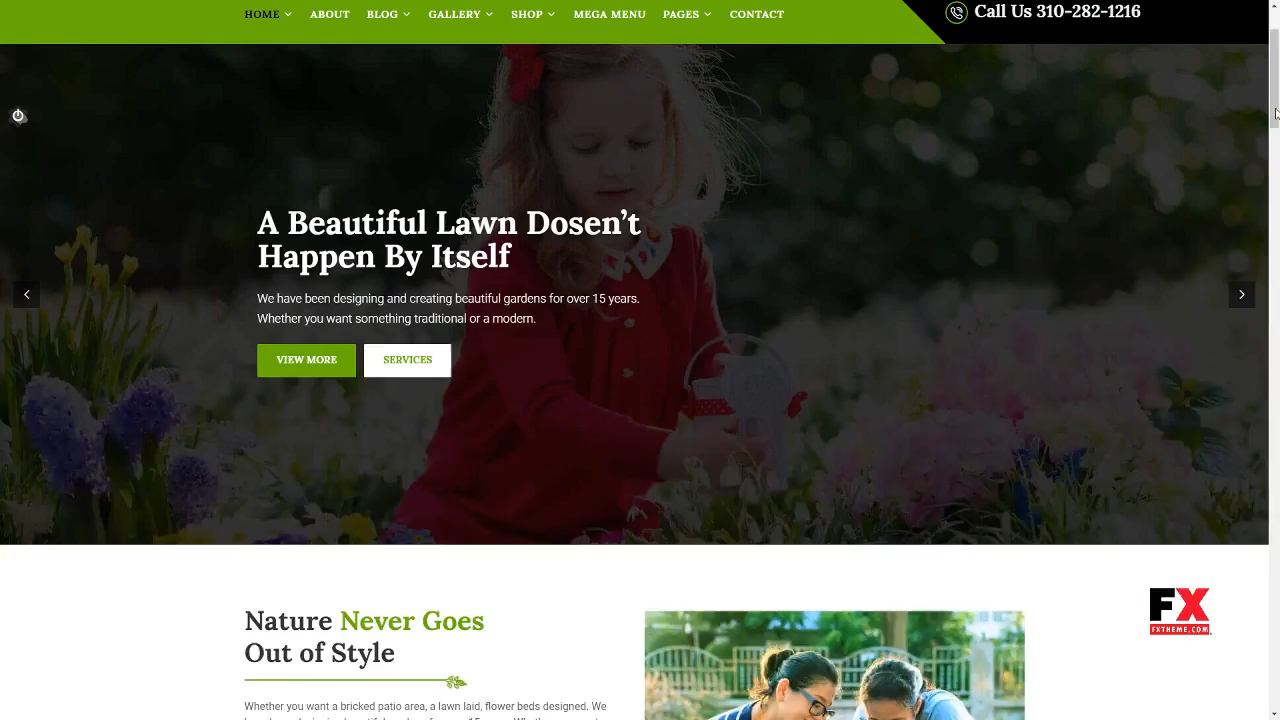 HOME ABOUT BLOG GALLERY SHOP MEGA MENU PAGES CONTACT
Call Us 310-282-1216
A Beautiful Lawn Dosen't
Happen By Itself
We have been designing and creating beautiful gardens for over 15 years.
Whether you want something traditional or a modern.
VIEW MORE SERVICES
Nature Never Goes
Out of Style
Whether you want a bricked patio area, a lawn laid, flower beds designed. We
FX
FXTHEME.COM